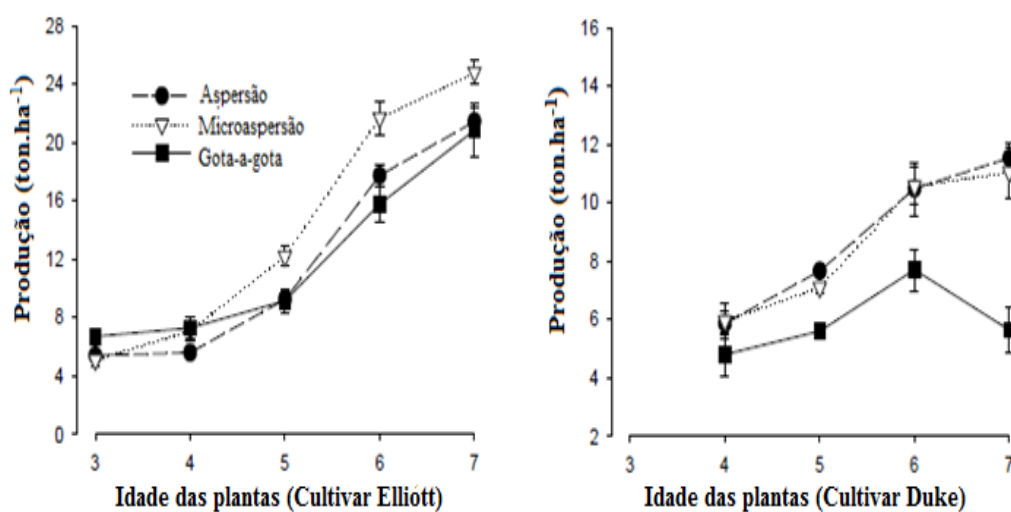 Produção (ton.ha⁻¹)
28
24
20
16
12
8
4
0
Aspersão
Microaspersão
Gota-a-gota
3 4 5 6 7
Idade das plantas (Cultivar Elliótt)
Produção (ton.ha⁻¹)
16
14
12
10
8
6
4
2
3 4 5 6 7
Idade das plantas (Cultivar Duke)